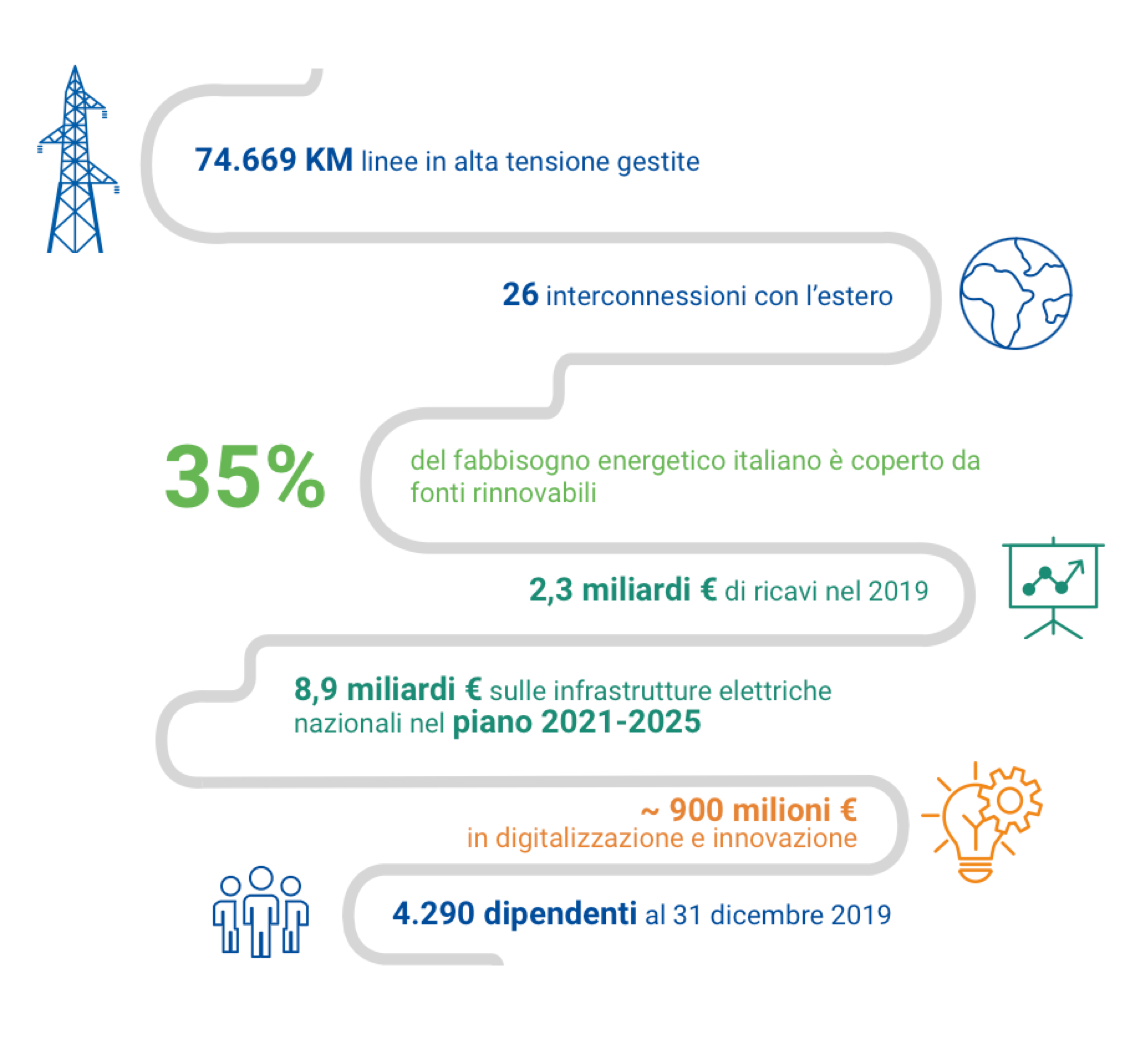 74.669 KM linee in alta tensione gestite
26 interconnessioni con l’estero
35%
del fabbisogno energetico italiano è coperto da
fonti rinnovabili
2,3 miliardi € di ricavi nel 2019
8,9 miliardi € sulle infrastrutture elettriche
nazionali nel piano 2021-2025
~ 900 milioni €
in digitalizzazione e innovazione
4.290 dipendenti al 31 dicembre 2019